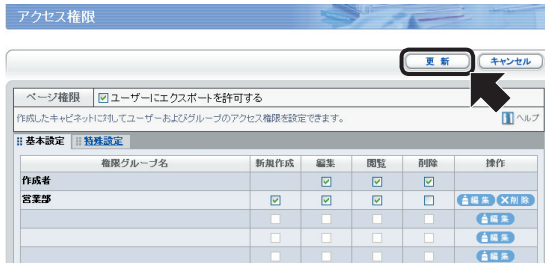 アクセス権限
更 新 キャンセル
ページ権限 ユーザーにエクスポートを許可する
作成したキャビネットに対してユーザーおよびグループのアクセス権限を設定できます。 ヘルプ
基本設定 特殊設定
権限グループ名 新規作成 編集 閲覧 削除 操作
作成者
営業部 編集 削除
編集
編集
編集